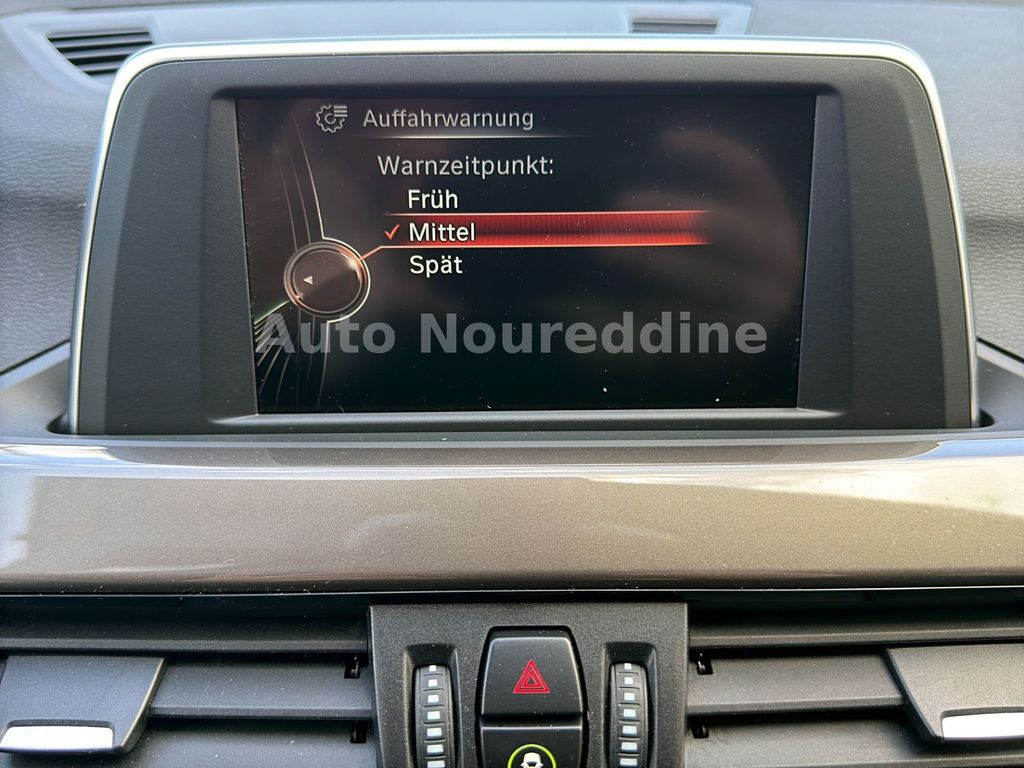 Auffahrwarnung
Warnzeitpunkt:
Früh
✓ Mittel
Spät
Auto Noureddine